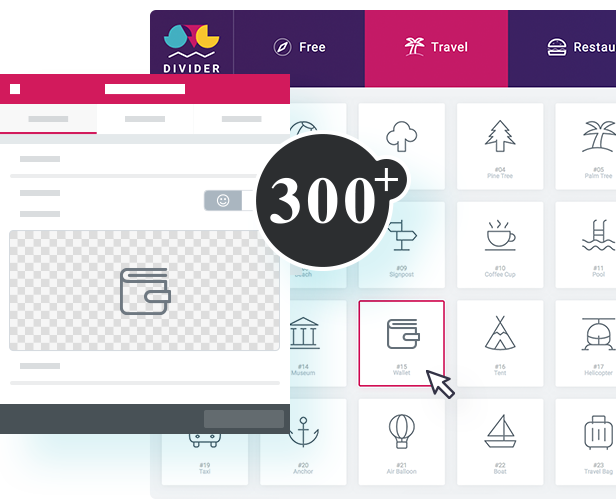 DIVIDER
Free
Travel
Restau
300+
#04
Pine Tree
#05
Palm Tree
Beach
#09
Signpost
#10
Coffee Cup
#11
Pool
#14
Museum
#15
Wallet
#16
Tent
#17
Helicopter
#19
Taxi
#20
Anchor
#21
Air Balloon
#22
Boat
#23
Travel Bag